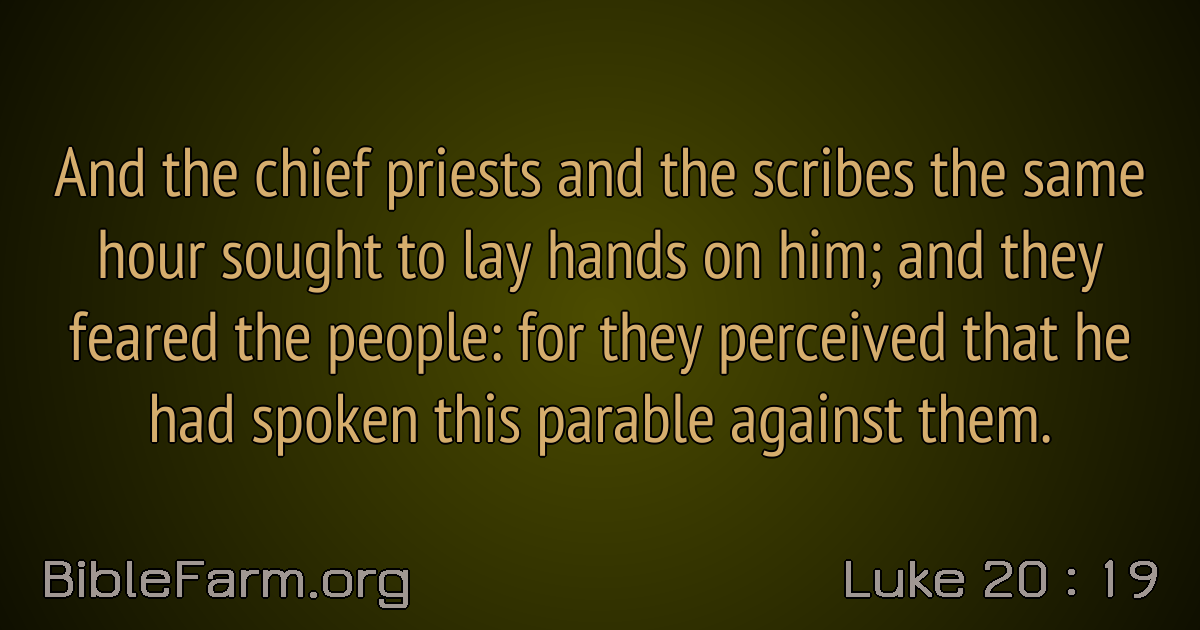 And the chief priests and the scribes the same
hour sought to lay hands on him; and they
feared the people: for they perceived that he
had spoken this parable against them.
BibleFarm.org
Luke 20 : 19